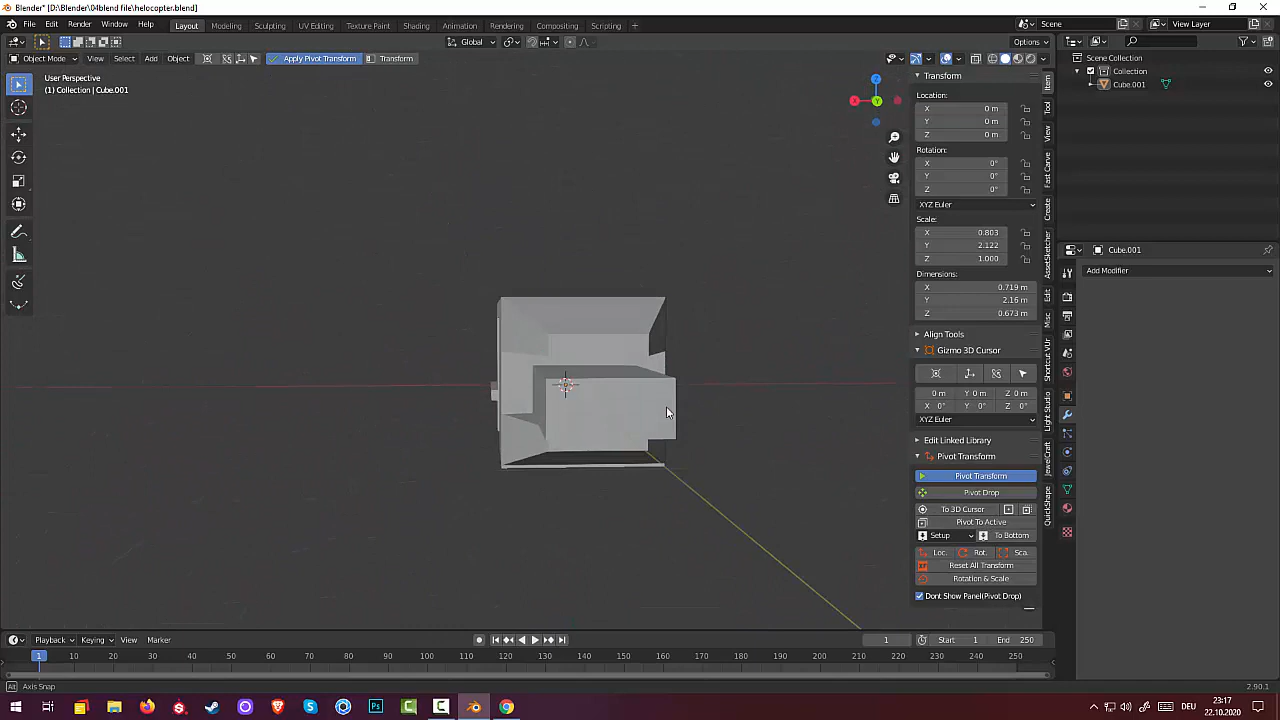 Blender* [D:\Blender\04blend file\helocopter.blend]
File Edit Render Window Help Layout Modeling Sculpting UV Editing Texture Paint Shading Animation Rendering Compositing Scripting + Scene View Layer
Global Options
Object Mode View Select Add Object Apply Pivot Transform Transform
User Perspective
(1) Collection | Cube.001
Z
X Y
Transform
Location:
X 0 m
Y 0 m
Z 0 m
Rotation:
X 0°
Y 0°
Z 0°
XYZ Euler
Scale:
X 0.803
Y 2.122
Z 1.000
Dimensions:
X 0.719 m
Y 2.16 m
Z 0.673 m
Align Tools
Gizmo 3D Cursor
0 m Y 0 m Z 0 m
X 0° Y 0° Z 0°
XYZ Euler
Edit Linked Library
Pivot Transform
Pivot Transform
Pivot Drop
To 3D Cursor
Pivot To Active
Setup To Bottom
Loc. Rot. Sca.
Reset All Transform
Rotation & Scale
Dont Show Panel(Pivot Drop)
Item
Tool
View
Fast Carve
Create
AssetSketcher
Edit
Misc
Shortcut VUr
Light Studio
JewelCraft
QuickShape
Scene Collection
Collection
Cube.001
Cube.001
Add Modifier
Playback Keying View Marker 1 Start 1 End 250
1 10 20 30 40 50 60 70 80 90 100 110 120 130 140 150 160 170 180 190 200 210 220 230 240 250
Alt Axis Snap 2.90.1
DEU 23:17
22.10.2020